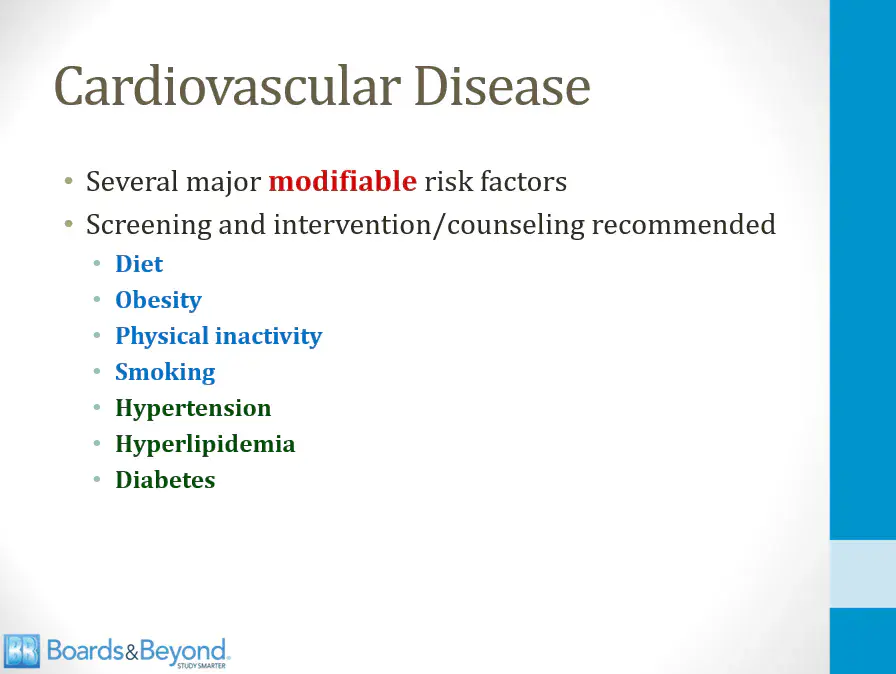 Cardiovascular Disease
• Several major modifiable risk factors
• Screening and intervention/counseling recommended
• Diet
• Obesity
• Physical inactivity
• Smoking
• Hypertension
• Hyperlipidemia
• Diabetes
BB Boards&Beyond.
STUDY SMARTER